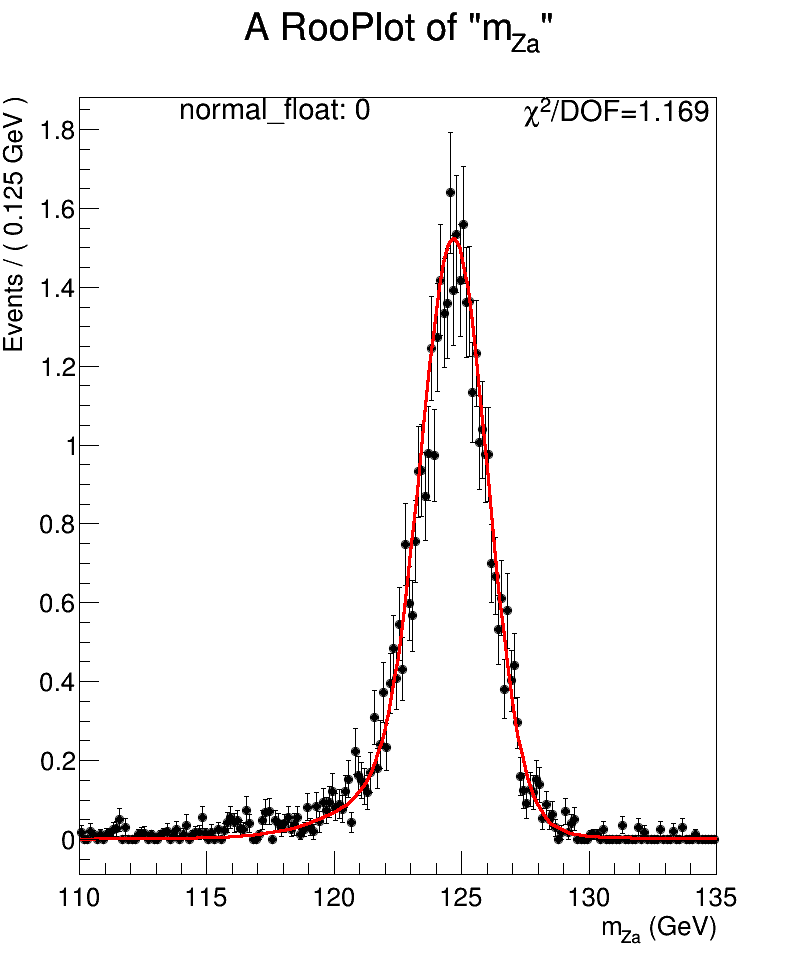 A RooPlot of "m_Za"
normal_float: 0
χ²/DOF=1.169
Events / ( 0.125 GeV )
1.8
1.6
1.4
1.2
1
0.8
0.6
0.4
0.2
0
110 115 120 125 130 135
m_Za (GeV)